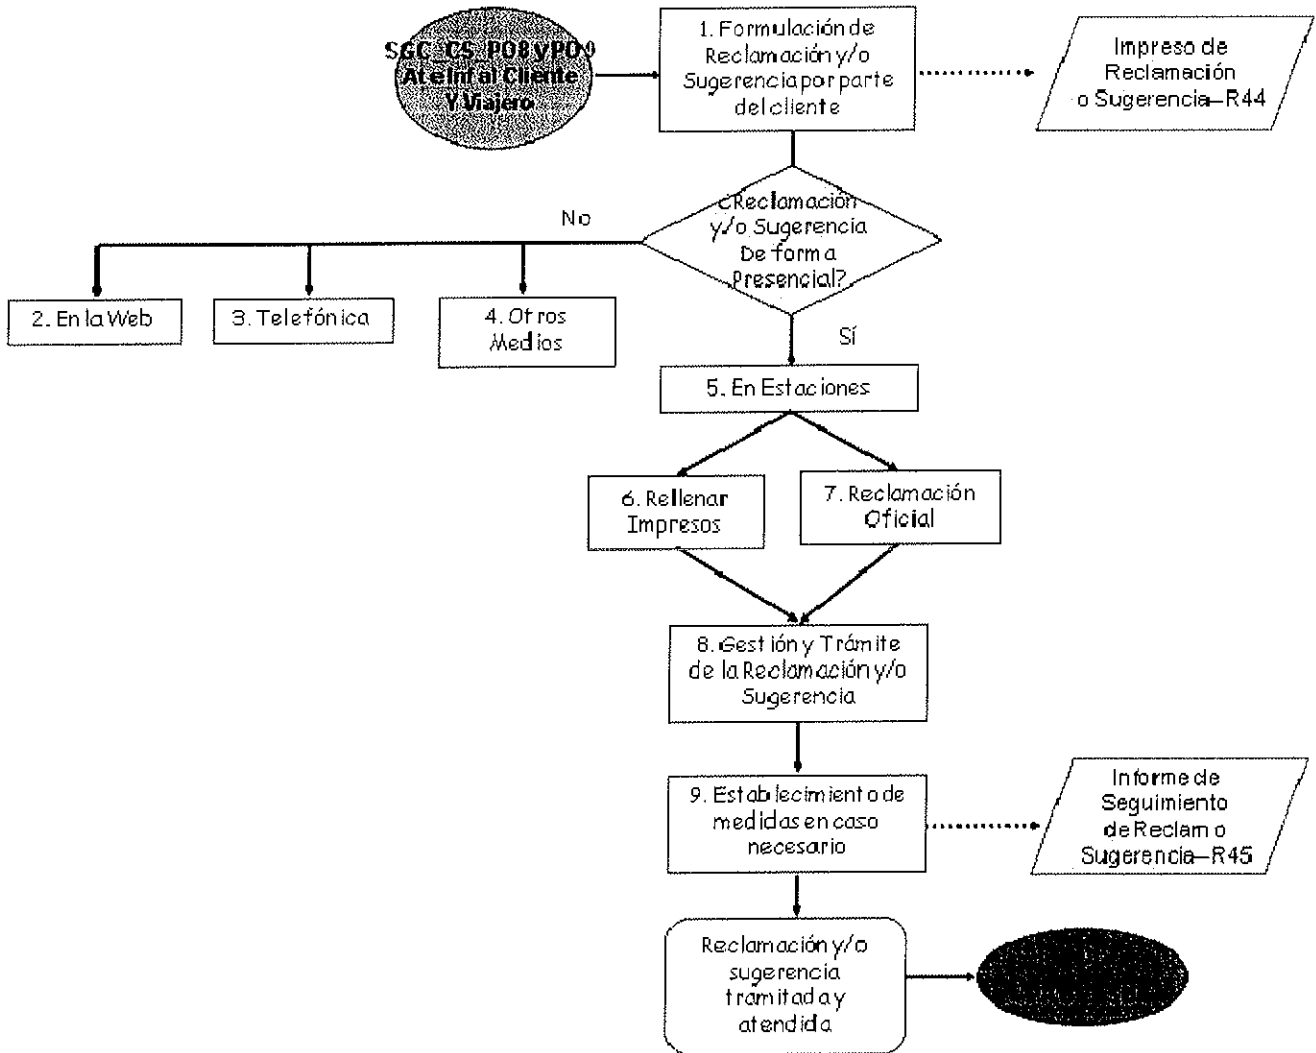 SGC_CS_P08 y P09
At e Inf al Cliente
Y Viajero
1. Formulación de
Reclamación y/o
Sugerencia por parte
del cliente
Impreso de
Reclamación
o Sugerencia–R44
¿Reclamación
y/o Sugerencia
De forma
Presencial?
No
2. En la Web
3. Telefónica
4. Otros
Medios
Sí
5. En Estaciones
6. Rellenar
Impresos
7. Reclamación
Oficial
8. Gestión y Trámite
de la Reclamación y/o
Sugerencia
9. Establecimiento de
medidas en caso
necesario
Informe de
Seguimiento
de Reclam o
Sugerencia–R45
Reclamación y/o
sugerencia
tramitada y
atendida